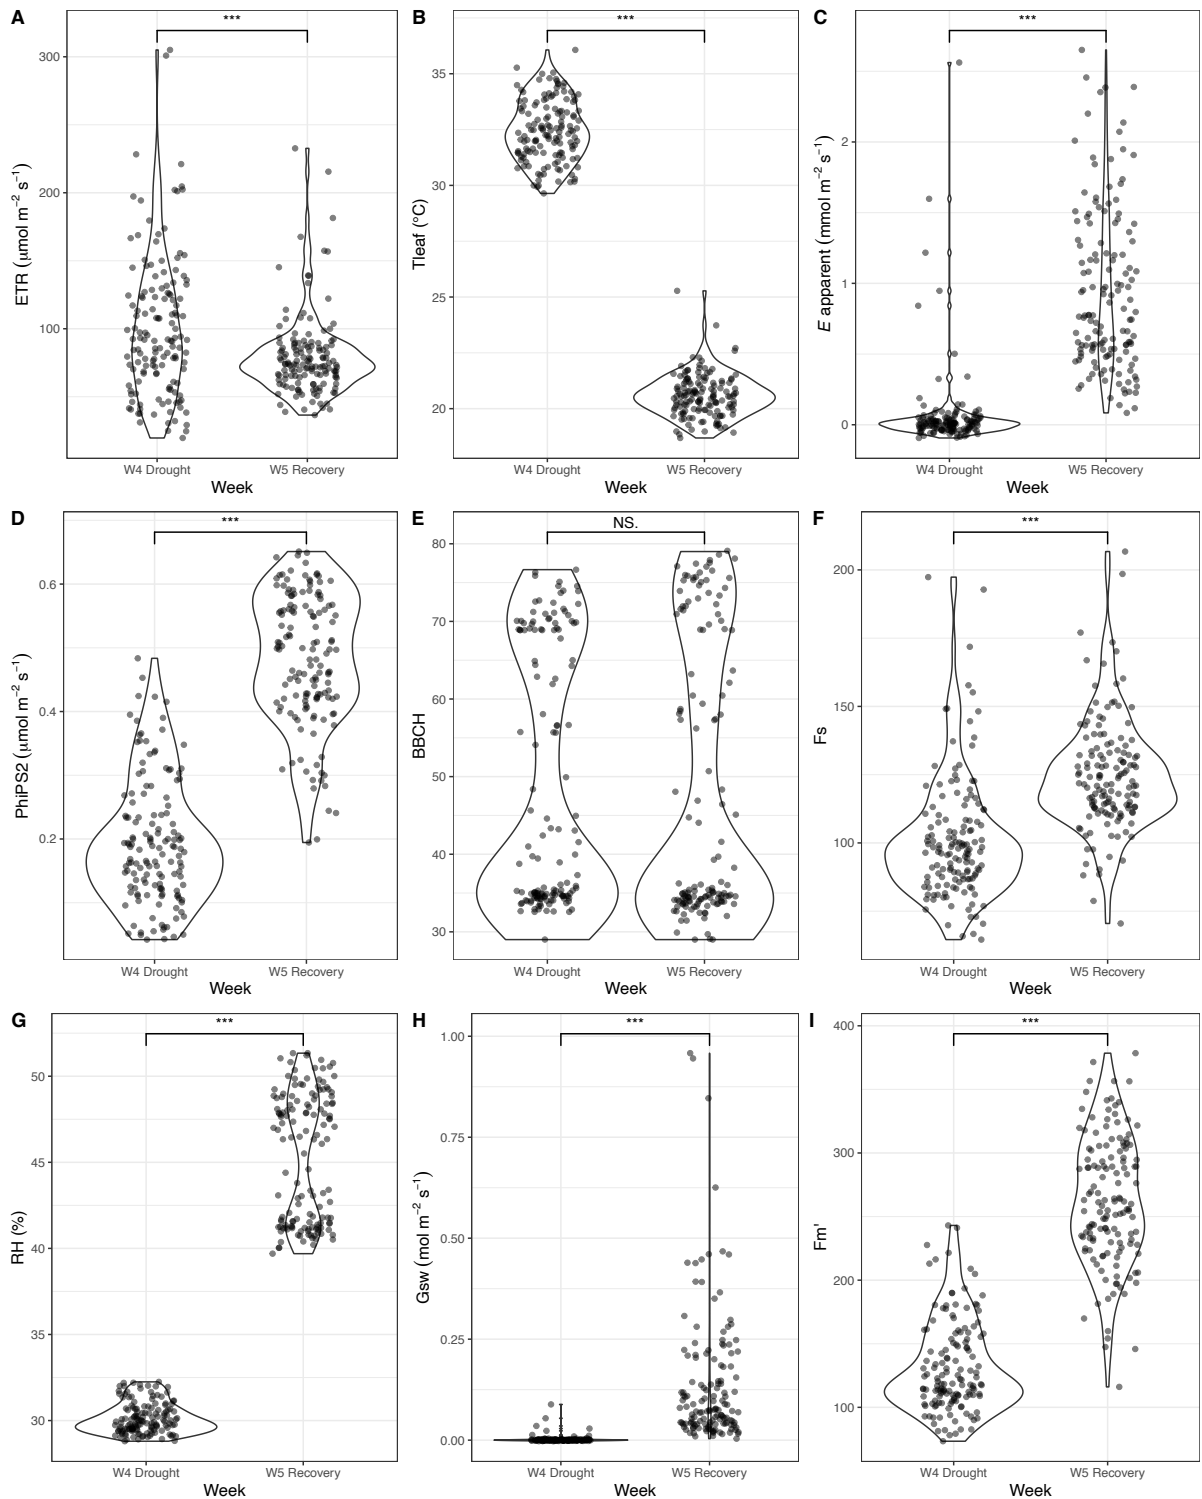 A
***
ETR (μmol m⁻² s⁻¹)
300
200
100
W4 Drought W5 Recovery
Week
B
***
Tleaf (°C)
35
30
25
20
W4 Drought W5 Recovery
Week
C
***
E apparent (mmol m⁻² s⁻¹)
2
1
0
W4 Drought W5 Recovery
Week
D
***
PhiPS2 (μmol m⁻² s⁻¹)
0.6
0.4
0.2
W4 Drought W5 Recovery
Week
E
NS.
BBCH
80
70
60
50
40
30
W4 Drought W5 Recovery
Week
F
***
Fs
200
150
100
W4 Drought W5 Recovery
Week
G
***
RH (%)
50
45
40
35
30
W4 Drought W5 Recovery
Week
H
***
Gsw (mol m⁻² s⁻¹)
1.00
0.75
0.50
0.25
0.00
W4 Drought W5 Recovery
Week
I
***
Fm'
400
300
200
100
W4 Drought W5 Recovery
Week